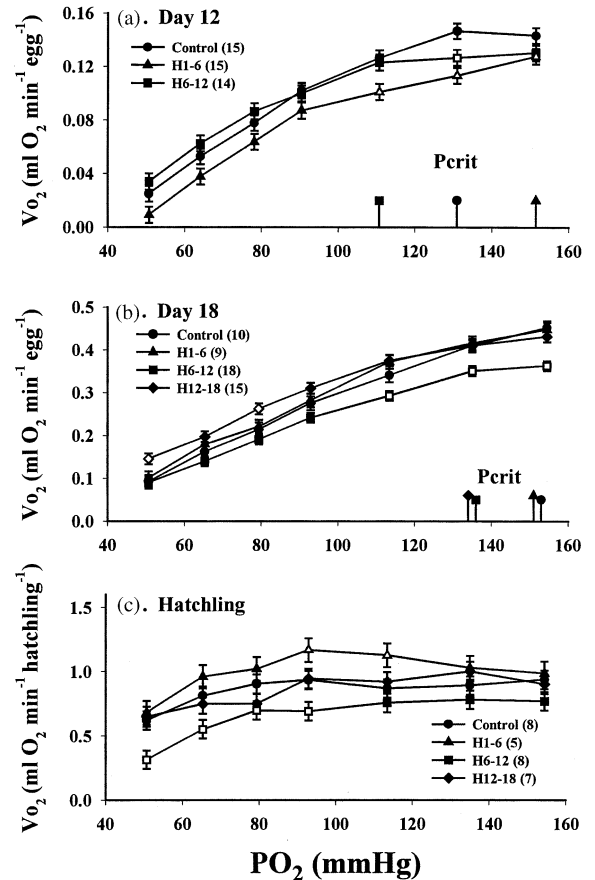 (a). Day 12
Control (15)
H1-6 (15)
H6-12 (14)
Pcrit
Vo2 (ml O2 min-1 egg-1)
0.16
0.12
0.08
0.04
0.00
40 60 80 100 120 140 160
(b). Day 18
Control (10)
H1-6 (9)
H6-12 (18)
H12-18 (15)
Pcrit
Vo2 (ml O2 min-1 egg-1)
0.5
0.4
0.3
0.2
0.1
0.0
40 60 80 100 120 140 160
(c). Hatchling
Control (8)
H1-6 (5)
H6-12 (8)
H12-18 (7)
Vo2 (ml O2 min-1 hatchling-1)
1.5
1.0
0.5
0.0
40 60 80 100 120 140 160
PO2 (mmHg)